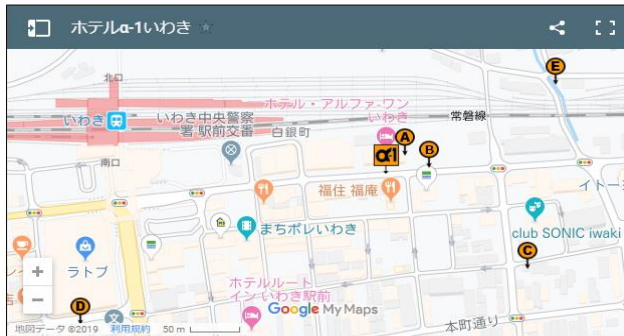 ホテルα-1いわき
北口
ホテル・アルファ-ワン
いわき
いわき
いわき中央警察
署 駅前交番
白銀町
常磐線
南口
E
A
α-1
B
福住 福庵
イトーヨ
まちポレいわき
club SONIC iwaki
C
ラトブ
ホテルルート
イン いわき駅前
D
店
Google My Maps
本町通り
地図データ ©2019
利用規約
50 m